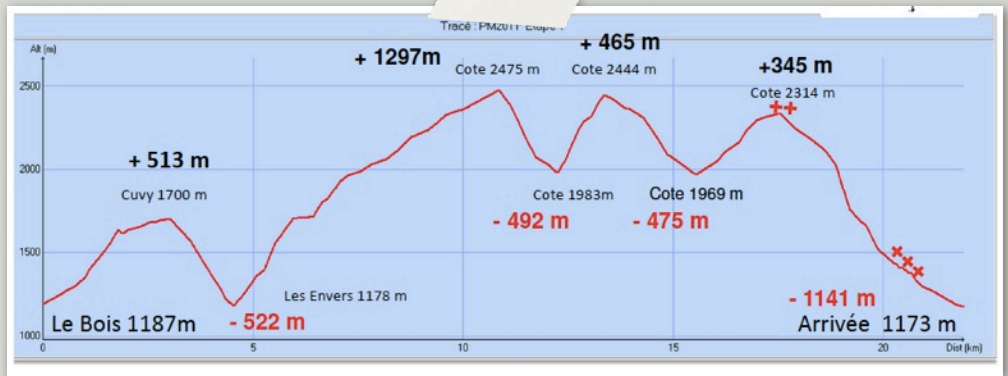 Tracé : PM2011 Etape
Alt (m)
+ 465 m
+ 1297m
Cote 2475 m
Cote 2444 m
+345 m
Cote 2314 m
2500
+ 513 m
2000
Cuvy 1700 m
Cote 1983m
Cote 1969 m
- 492 m
- 475 m
1500
Les Envers 1178 m
- 1141 m
Le Bois 1187m
- 522 m
Arrivée 1173 m
1000
0
5
10
15
20
Dist (km)